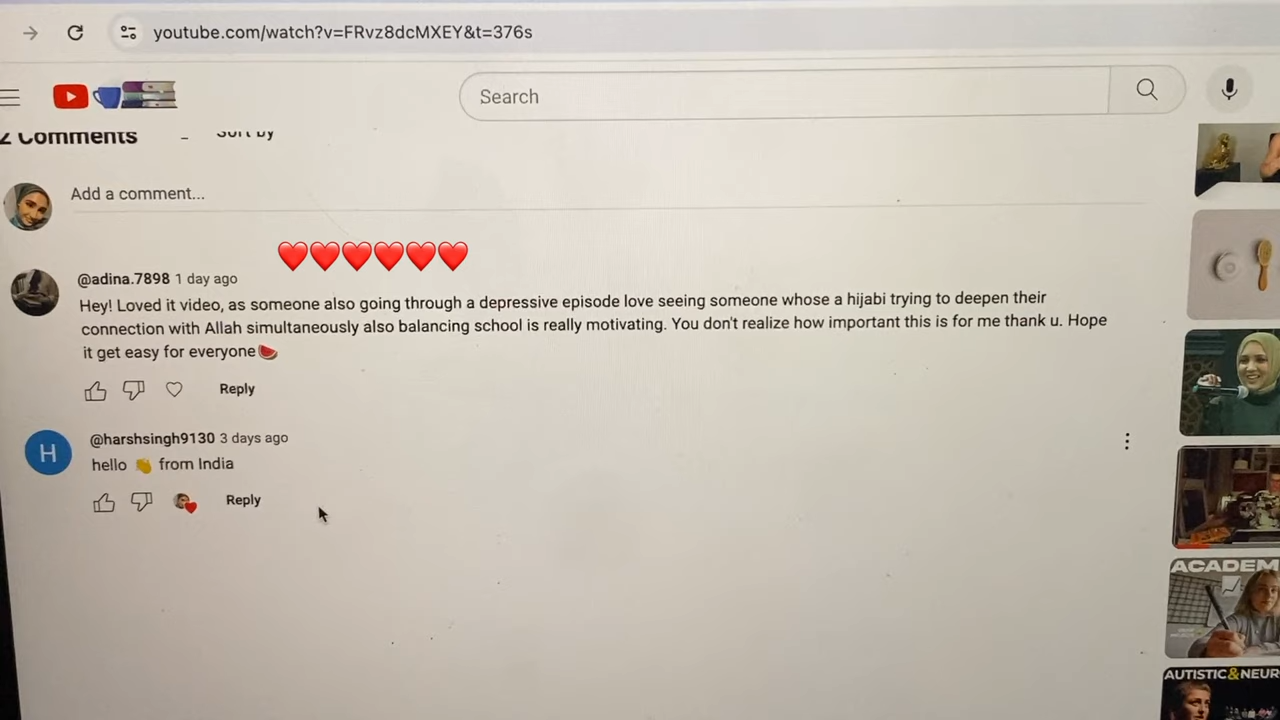 youtube.com/watch?v=FRvz8dcMXEY&t=376s
Search
2 Comments
Sort by
Add a comment...
@adina.7898 1 day ago
Hey! Loved it video, as someone also going through a depressive episode love seeing someone whose a hijabi trying to deepen their
connection with Allah simultaneously also balancing school is really motivating. You don't realize how important this is for me thank u. Hope
it get easy for everyone🍉
Reply
H
@harshsingh9130 3 days ago
hello 👏 from India
Reply
ACADEM
AUTISTIC&NEUR